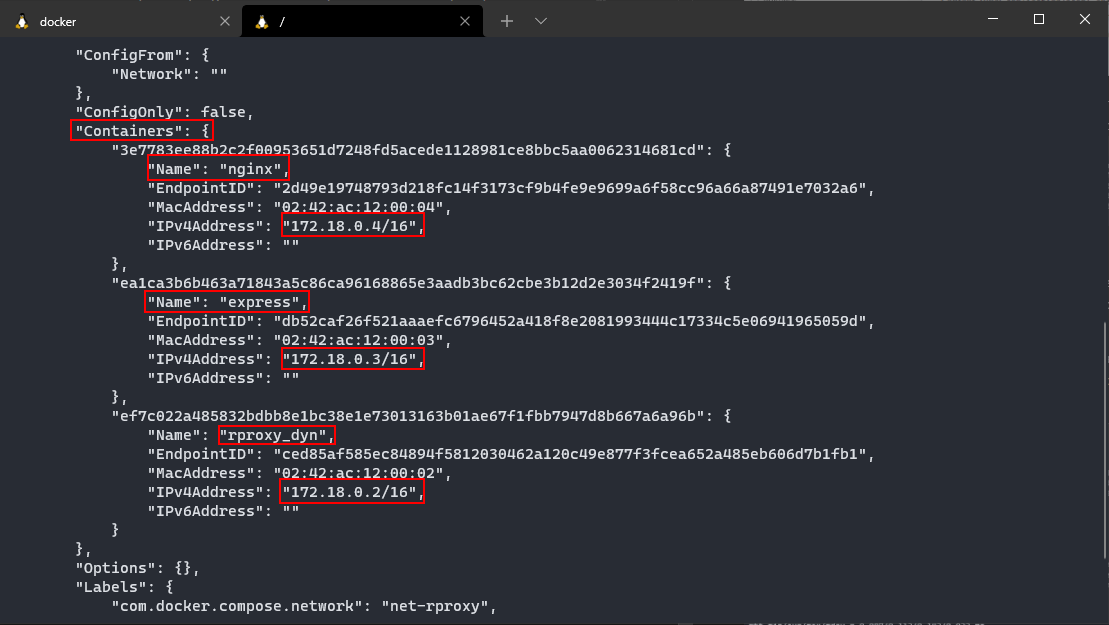 docker
/
"ConfigFrom": {
"Network": ""
},
"ConfigOnly": false,
"Containers": {
"3e7783ee88b2c2f00953651d7248fd5acede1128981ce8bbc5aa0062314681cd": {
"Name": "nginx",
"EndpointID": "2d49e19748793d218fc14f3173cf9b4fe9e9699a6f58cc96a66a87491e7032a6",
"MacAddress": "02:42:ac:12:00:04",
"IPv4Address": "172.18.0.4/16",
"IPv6Address": ""
},
"ea1ca3b6b463a71843a5c86ca96168865e3aadb3bc62cbe3b12d2e3034f2419f": {
"Name": "express",
"EndpointID": "db52caf26f521aaaefc6796452a418f8e2081993444c17334c5e06941965059d",
"MacAddress": "02:42:ac:12:00:03",
"IPv4Address": "172.18.0.3/16",
"IPv6Address": ""
},
"ef7c022a485832bdbb8e1bc38e1e73013163b01ae67f1fbb7947d8b667a6a96b": {
"Name": "rproxy_dyn",
"EndpointID": "ced85af585ec84894f5812030462a120c49e877f3fcea652a485eb606d7b1fb1",
"MacAddress": "02:42:ac:12:00:02",
"IPv4Address": "172.18.0.2/16",
"IPv6Address": ""
}
},
"Options": {},
"Labels": {
"com.docker.compose.network": "net-rproxy",